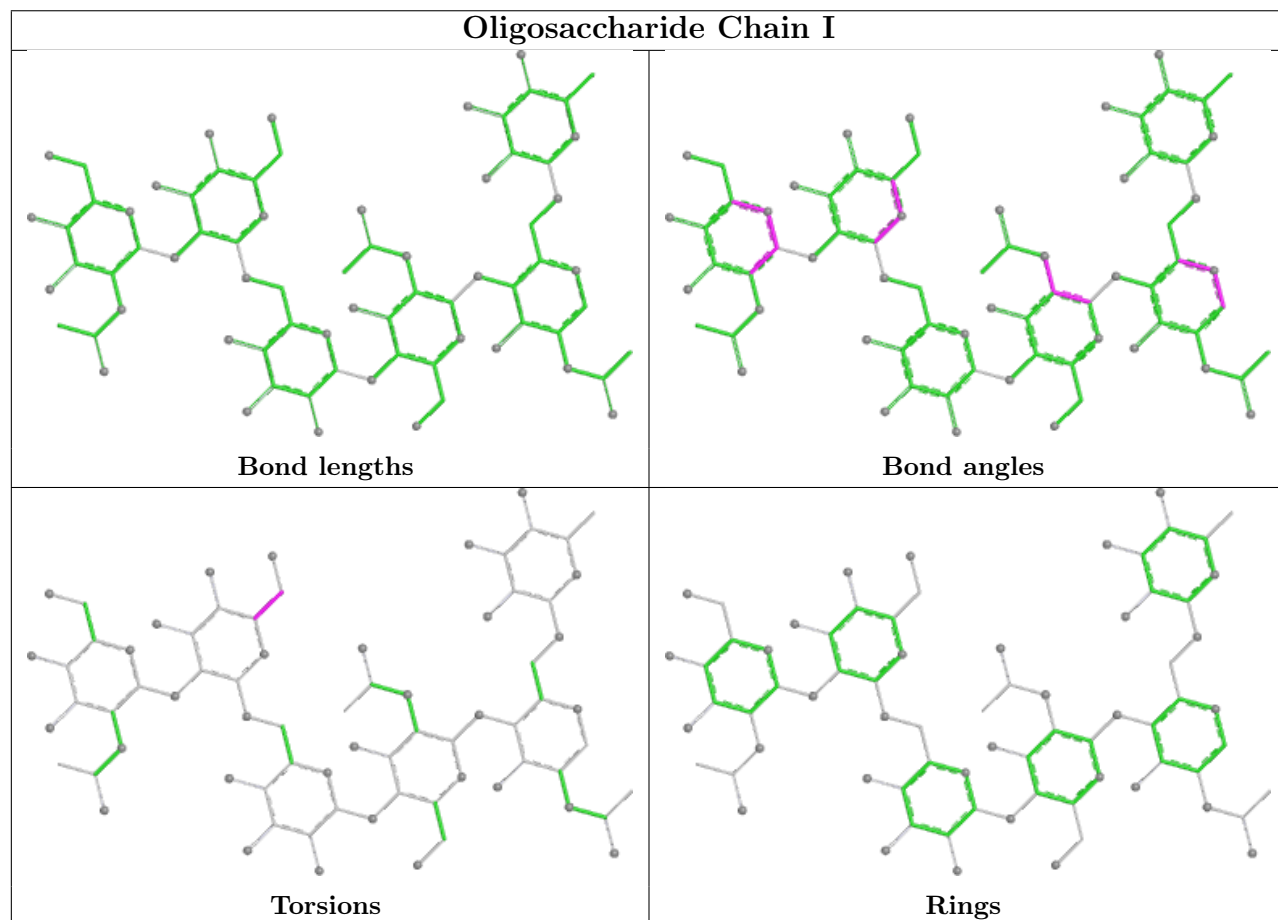 Oligosaccharide Chain I
Bond lengths
Bond angles
Torsions
Rings